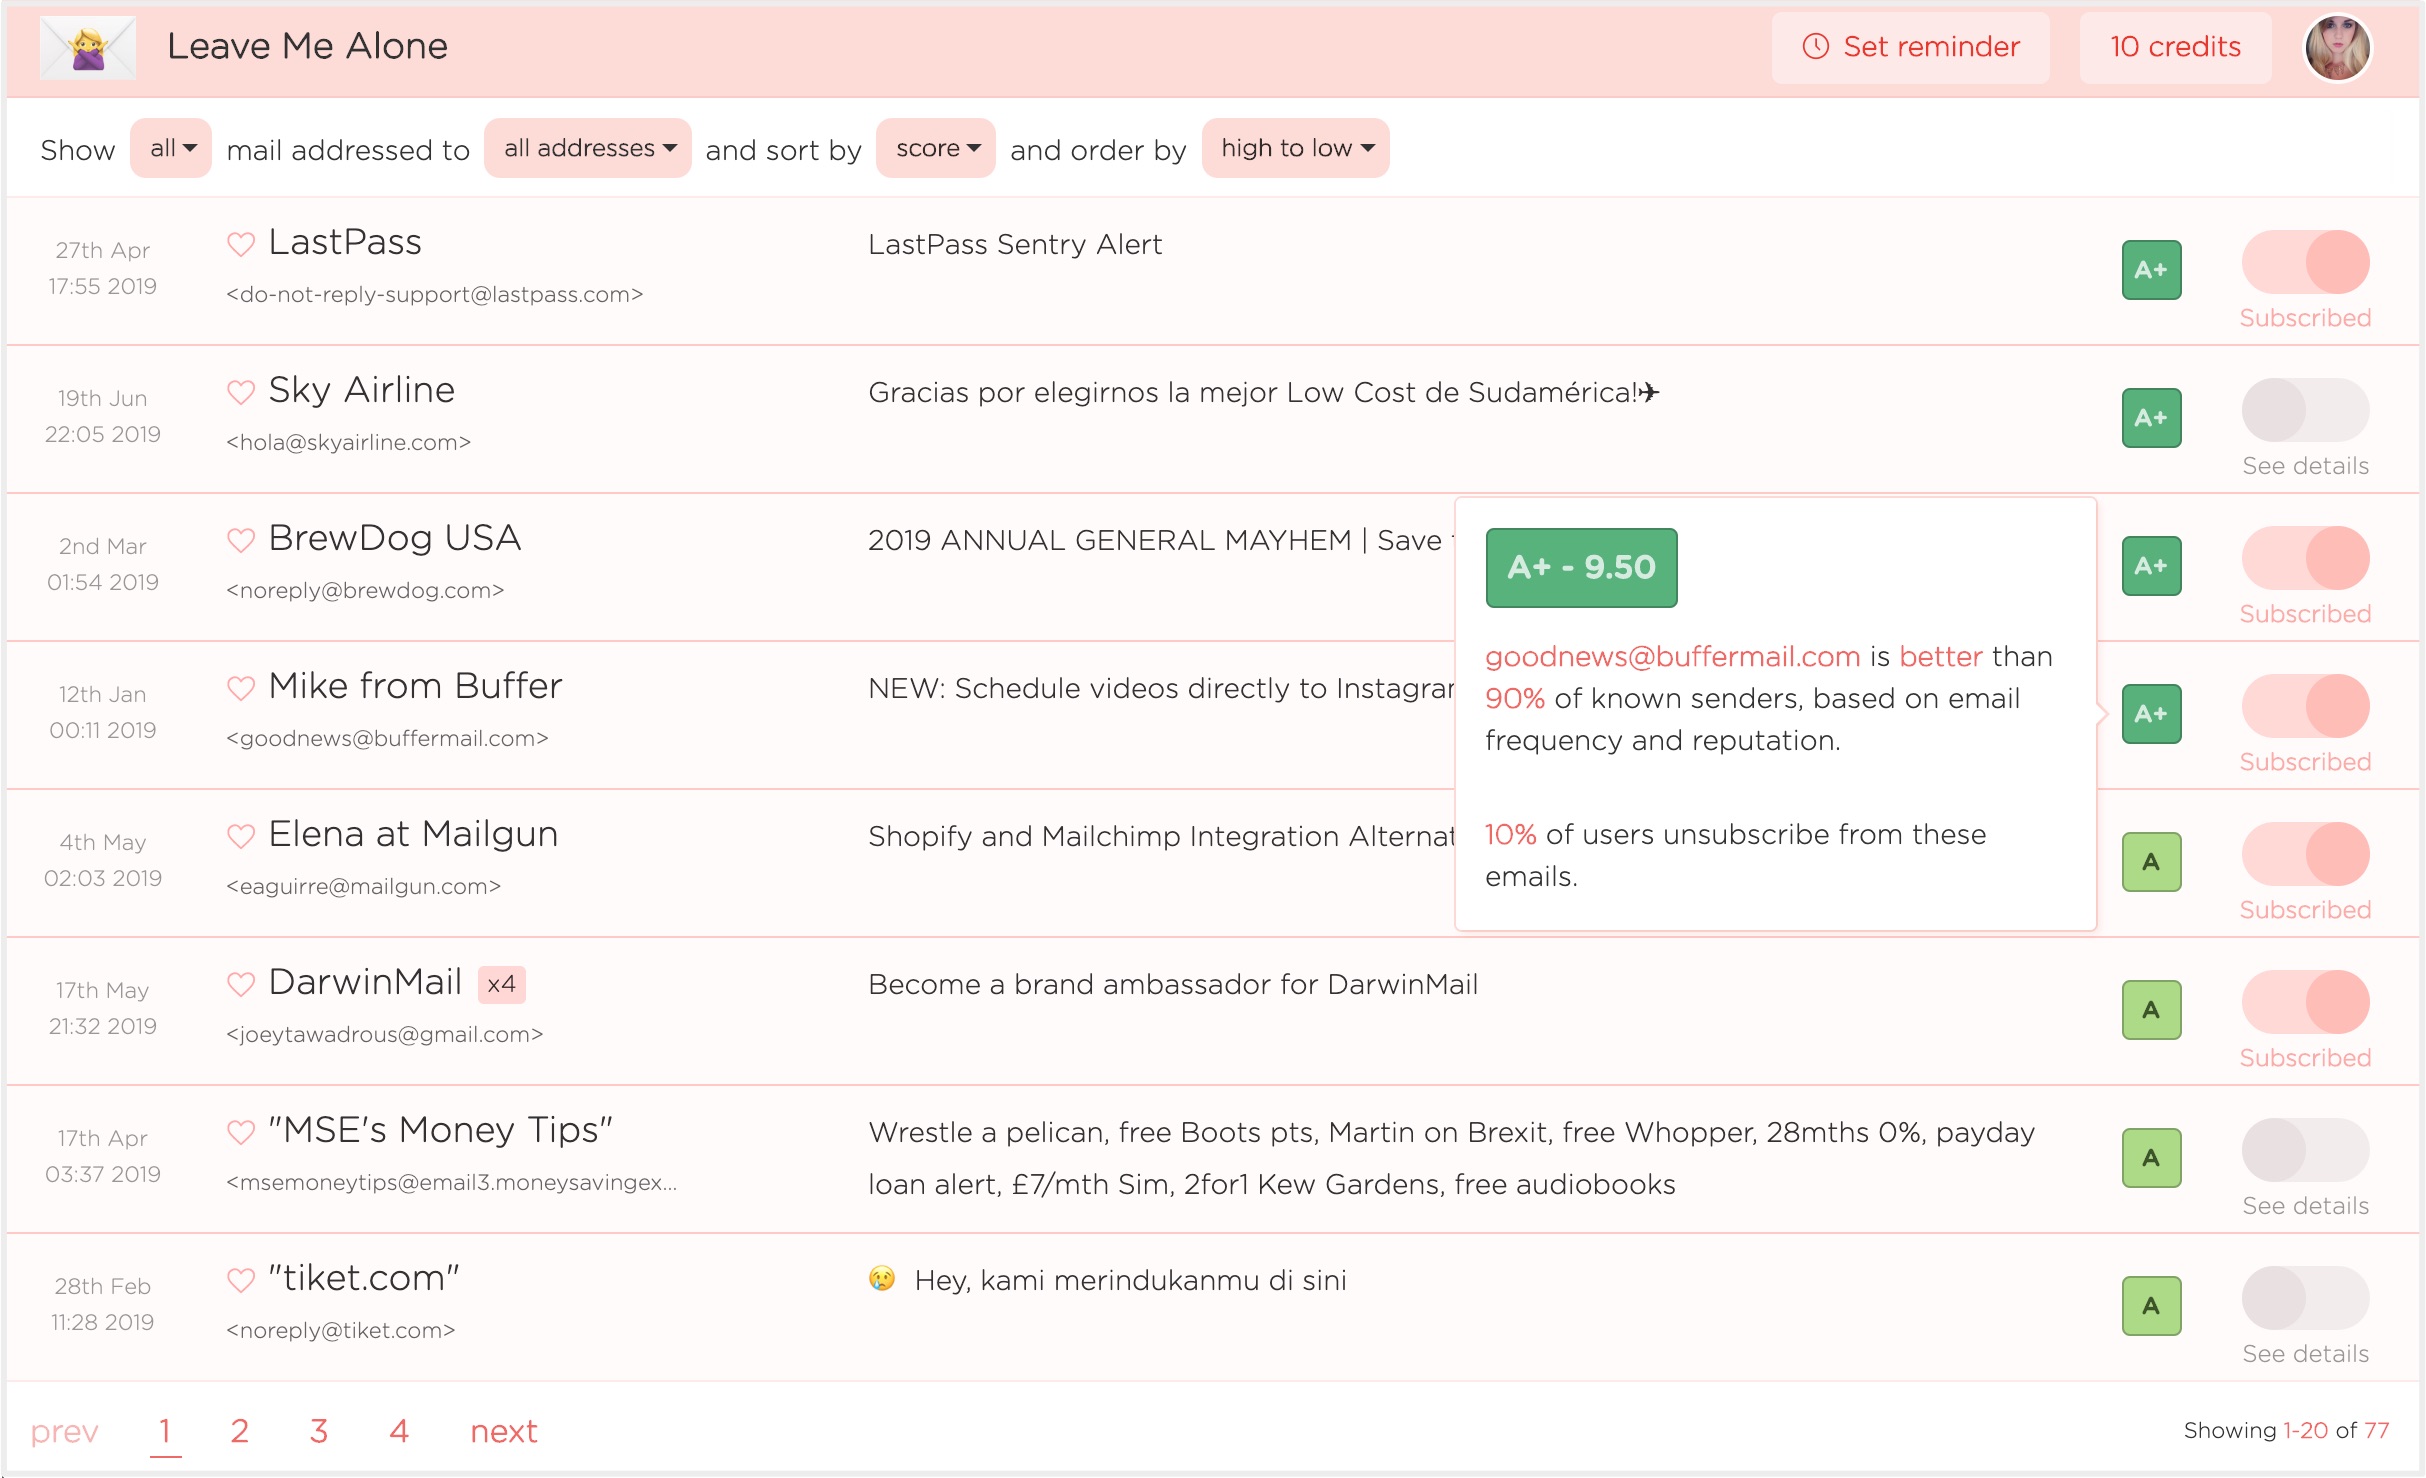 Leave Me Alone
Set reminder
10 credits
Show all mail addressed to all addresses and sort by score and order by high to low
27th Apr
17:55 2019
LastPass
<do-not-reply-support@lastpass.com>
LastPass Sentry Alert
A+
Subscribed
19th Jun
22:05 2019
Sky Airline
<hola@skyairline.com>
Gracias por elegirnos la mejor Low Cost de Sudamérica!✈
A+
See details
2nd Mar
01:54 2019
BrewDog USA
<noreply@brewdog.com>
2019 ANNUAL GENERAL MAYHEM | Save
A+
Subscribed
12th Jan
00:11 2019
Mike from Buffer
<goodnews@buffermail.com>
NEW: Schedule videos directly to
A+
Subscribed
A+ - 9.50
goodnews@buffermail.com is better than
90% of known senders, based on email
frequency and reputation.
10% of users unsubscribe from these
emails.
4th May
02:03 2019
Elena at Mailgun
<eaguirre@mailgun.com>
Shopify and Mailchimp Integration
A
Subscribed
17th May
21:32 2019
DarwinMail x4
<joeytawadrous@gmail.com>
Become a brand ambassador for DarwinMail
A
Subscribed
17th Apr
03:37 2019
"MSE's Money Tips"
<msemoneytips@email3.moneysavingex...
Wrestle a pelican, free Boots pts, Martin on Brexit, free Whopper, 28mths 0%, payday
loan alert, £7/mth Sim, 2for1 Kew Gardens, free audiobooks
A
See details
28th Feb
11:28 2019
"tiket.com"
<noreply@tiket.com>
😢 Hey, kami merindukanmu di sini
A
See details
prev 1 2 3 4 next
Showing 1-20 of 77